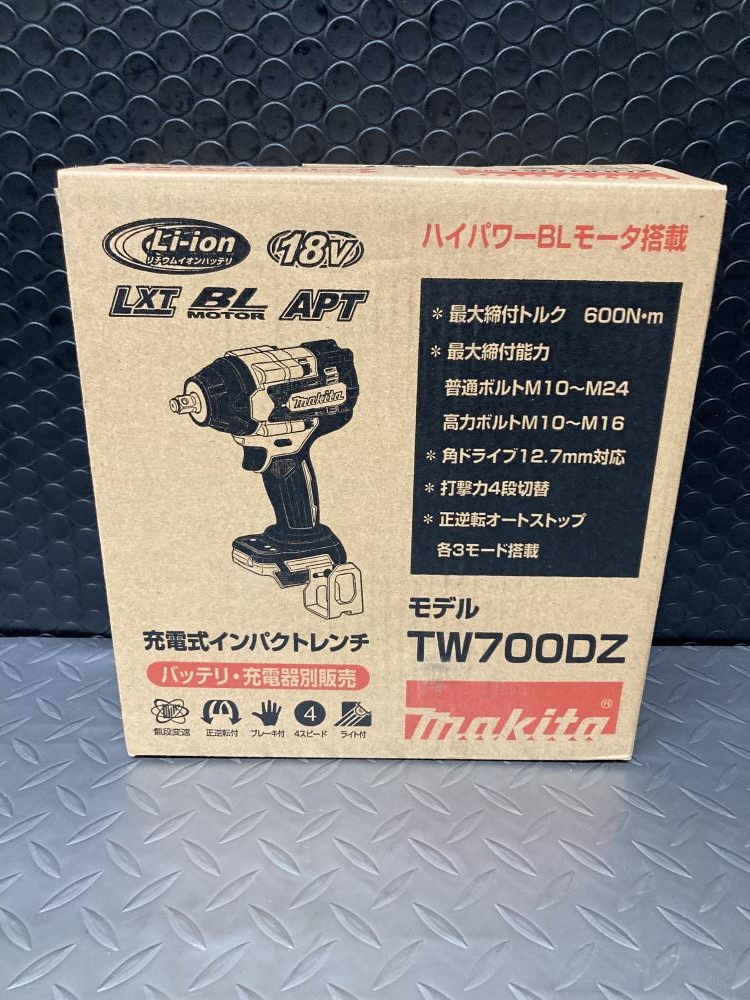 Li-ion
リチウムイオンバッテリ
18V
LXT
BL
MOTOR
APT
makita
ハイパワーBLモータ搭載
＊最大締付トルク 600N・m
＊最大締付能力
普通ボルトM10〜M24
高力ボルトM10〜M16
＊角ドライブ12.7mm対応
＊打撃力4段切替
＊正逆転オートストップ
各3モード搭載
充電式インパクトレンチ
バッテリ・充電器別販売
無段変速
正逆転付
ブレーキ付
4
4スピード
ライト付
モデル
TW700DZ
makita®